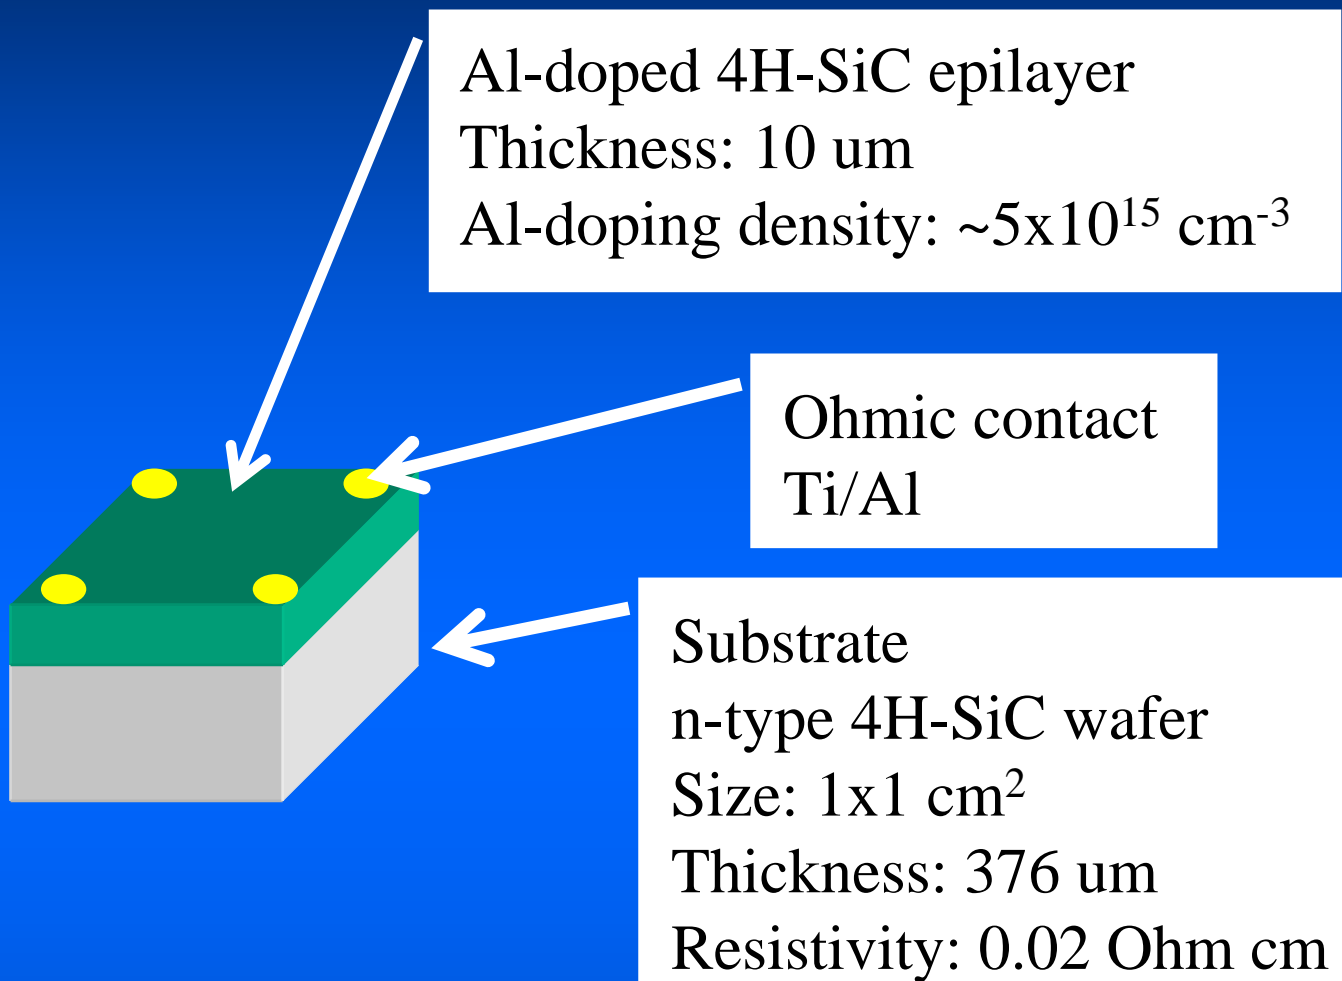 Al-doped 4H-SiC epilayer
Thickness: 10 um
Al-doping density: ~5x10¹⁵ cm⁻³
Ohmic contact
Ti/Al
Substrate
n-type 4H-SiC wafer
Size: 1x1 cm²
Thickness: 376 um
Resistivity: 0.02 Ohm cm